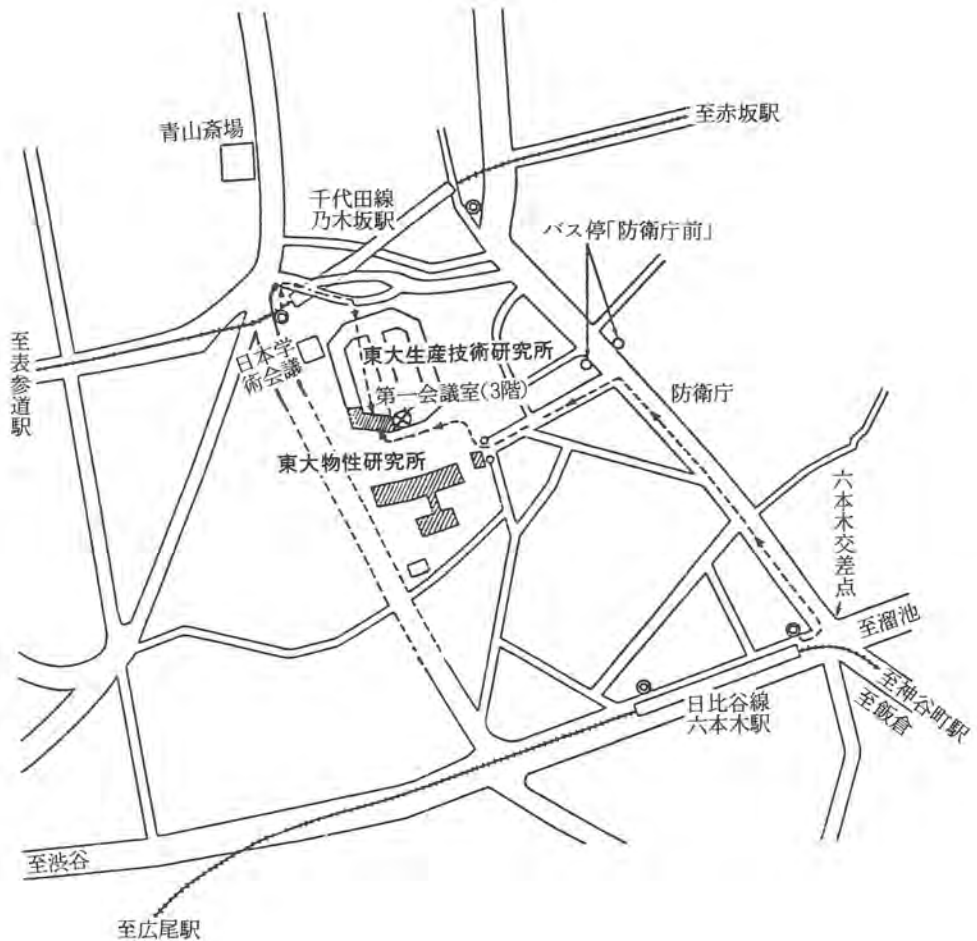 至赤坂駅
青山斎場
千代田線
乃木坂駅
バス停「防衛庁前」
至表参道駅
日本学
術会議
東大生産技術研究所
第一会議室(3階)
防衛庁
東大物性研究所
六本木交差点
至溜池
至神谷町駅
至飯倉
日比谷線
六本木駅
至渋谷
至広尾駅